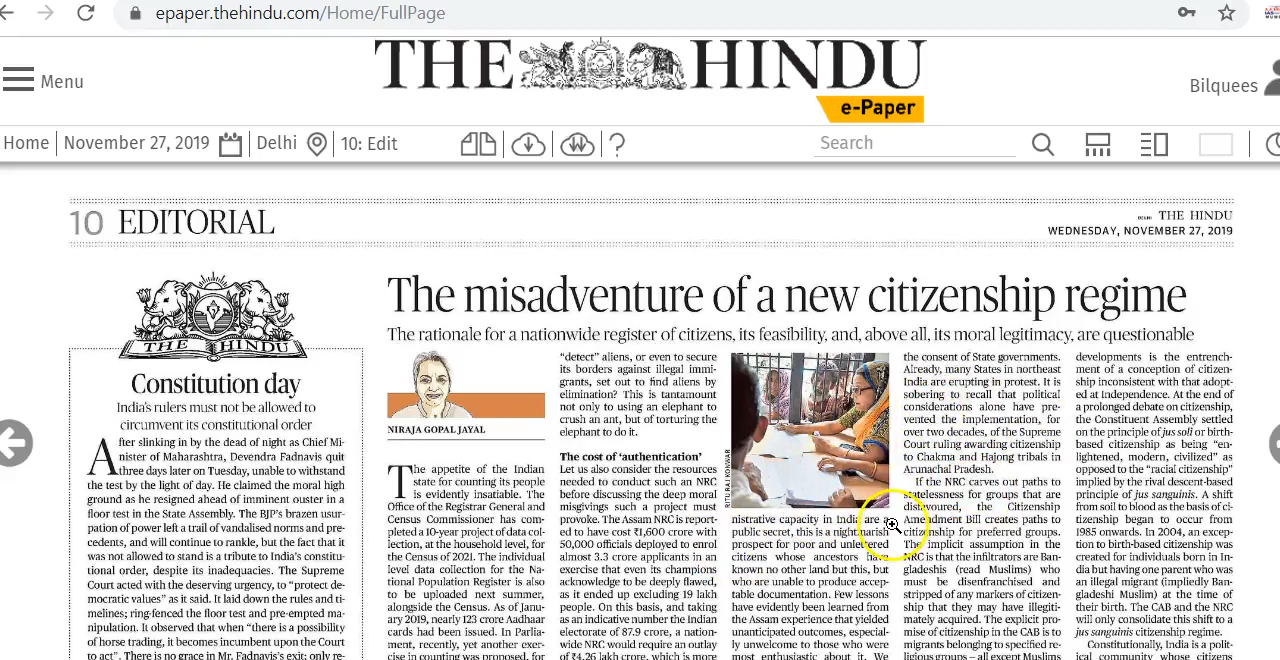 epaper.thehindu.com/Home/FullPage
Menu
THE HINDU
e-Paper
Bilquees
Home November 27, 2019 Delhi 10: Edit
?
Search
10 EDITORIAL
DELHI THE HINDU
WEDNESDAY, NOVEMBER 27, 2019
THE HINDU
Constitution day
India's rulers must not be allowed to
circumvent its constitutional order
After slinking in by the dead of night as Chief Mi-
nister of Maharashtra, Devendra Fadnavis quit
three days later on Tuesday, unable to withstand
the test by the light of day. He claimed the moral high
ground as he resigned ahead of imminent ouster in a
floor test in the State Assembly. The BJP's brazen usur-
pation of power left a trail of vandalised norms and pre-
cedents, and will continue to rankle, but the fact that it
was not allowed to stand is a tribute to India's constitu-
tional order, despite its inadequacies. The Supreme
Court acted with the deserving urgency, to "protect de-
mocratic values" as it said. It laid down the rules and ti-
melines; ring-fenced the floor test and pre-empted ma-
nipulation. It observed that when "there is a possibility
of horse trading, it becomes incumbent upon the Court
to act". There is no grace in Mr. Fadnavis's exit; only re-
The misadventure of a new citizenship regime
The rationale for a nationwide register of citizens, its feasibility, and, above all, its moral legitimacy, are questionable
NIRAJA GOPAL JAYAL
The appetite of the Indian
state for counting its people
is evidently insatiable. The
Office of the Registrar General and
Census Commissioner has com-
pleted a 10-year project of data col-
lection, at the household level, for
the Census of 2021. The individual
level data collection for the Na-
tional Population Register is also
to be uploaded next summer,
alongside the Census. As of Janu-
ary 2019, nearly 123 crore Aadhaar
cards had been issued. In Parlia-
ment, recently, yet another exer-
cise in counting was proposed, for
"detect" aliens, or even to secure
its borders against illegal immi-
grants, set out to find aliens by
elimination? This is tantamount
not only to using an elephant to
crush an ant, but of torturing the
elephant to do it.
The cost of 'authentication'
Let us also consider the resources
needed to conduct such an NRC
before discussing the deep moral
misgivings such a project must
provoke. The Assam NRC is report-
ed to have cost ₹1,600 crore with
50,000 officials deployed to enrol
almost 3.3 crore applicants in an
exercise that even its champions
acknowledge to be deeply flawed,
as it ended up excluding 19 lakh
people. On this basis, and taking
as an indicative number the Indian
electorate of 87.9 crore, a nation-
wide NRC would require an outlay
of ₹4.26 lakh crore, which is more
RITU RAJ KONWAR
nistrative capacity in India are a
public secret, this is a nightmarish
prospect for poor and unlettered
citizens whose ancestors have
known no other land but this, but
who are unable to produce accep-
table documentation. Few lessons
have evidently been learned from
the Assam experience that yielded
unanticipated outcomes, especial-
ly unwelcome to those who were
most enthusiastic about it. We
the consent of State governments.
Already, many States in northeast
India are erupting in protest. It is
sobering to recall that political
considerations alone have pre-
vented the implementation, for
over two decades, of the Supreme
Court ruling awarding citizenship
to Chakma and Hajong tribals in
Arunachal Pradesh.
If the NRC carves out paths to
statelessness for groups that are
disfavoured, the Citizenship
Amendment Bill creates paths to
citizenship for preferred groups.
The implicit assumption in the
NRC is that the infiltrators are Ban-
gladeshis (read Muslims) who
must be disenfranchised and
stripped of any markers of citizen-
ship that they may have illegiti-
mately acquired. The explicit pro-
mise of citizenship in the CAB is to
migrants belonging to specified re-
ligious groups – all except Muslims
developments is the entrench-
ment of a conception of citizen-
ship inconsistent with that adopt-
ed at Independence. At the end of
a prolonged debate on citizenship,
the Constituent Assembly settled
on the principle of jus soli or birth-
based citizenship as being "en-
lightened, modern, civilized" as
opposed to the "racial citizenship"
implied by the rival descent-based
principle of jus sanguinis. A shift
from soil to blood as the basis of ci-
tizenship began to occur from
1985 onwards. In 2004, an excep-
tion to birth-based citizenship was
created for individuals born in In-
dia but having one parent who was
an illegal migrant (impliedly Ban-
gladeshi Muslim) at the time of
their birth. The CAB and the NRC
will only consolidate this shift to a
jus sanguinis citizenship regime.
Constitutionally, India is a poli-
tical community whose citizens